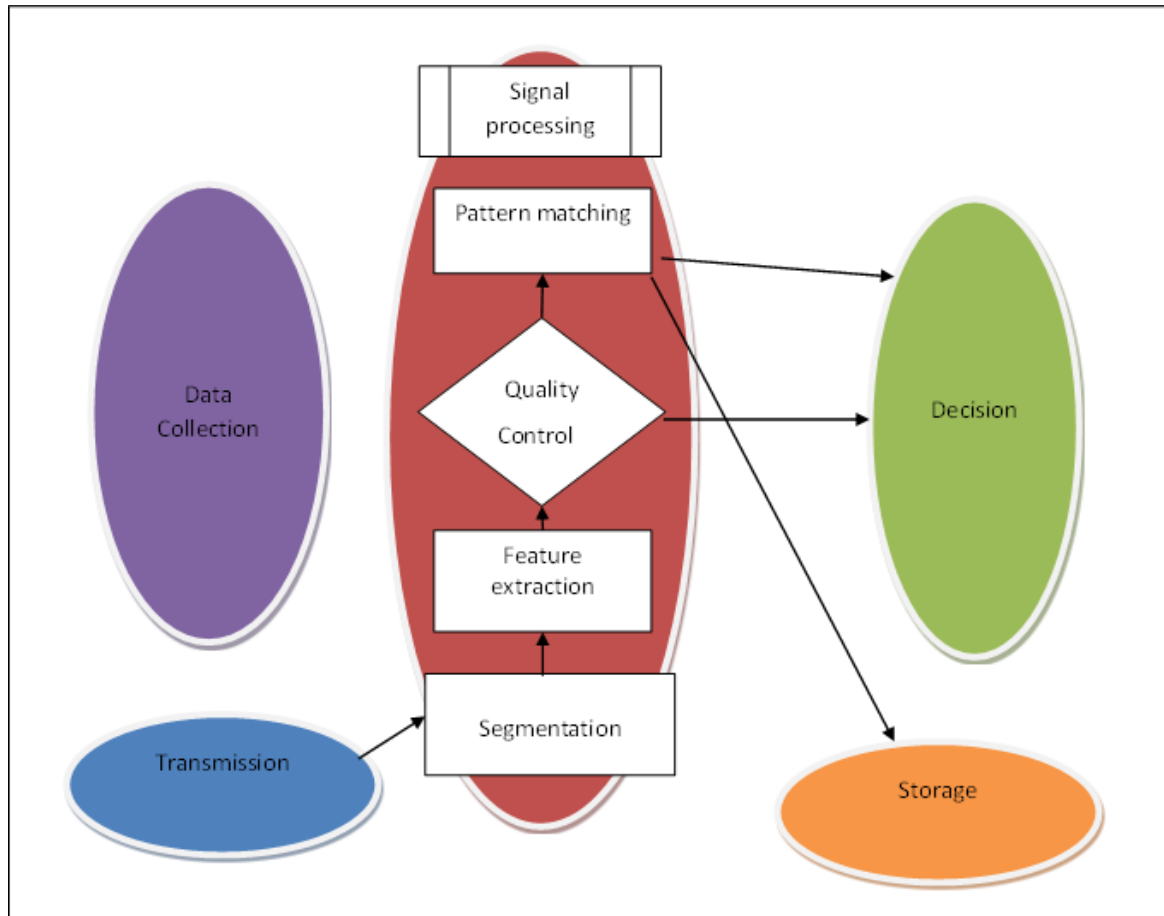 Signal
processing
Pattern matching
Data
Collection
Quality
Control
Decision
Feature
extraction
Segmentation
Transmission
Storage